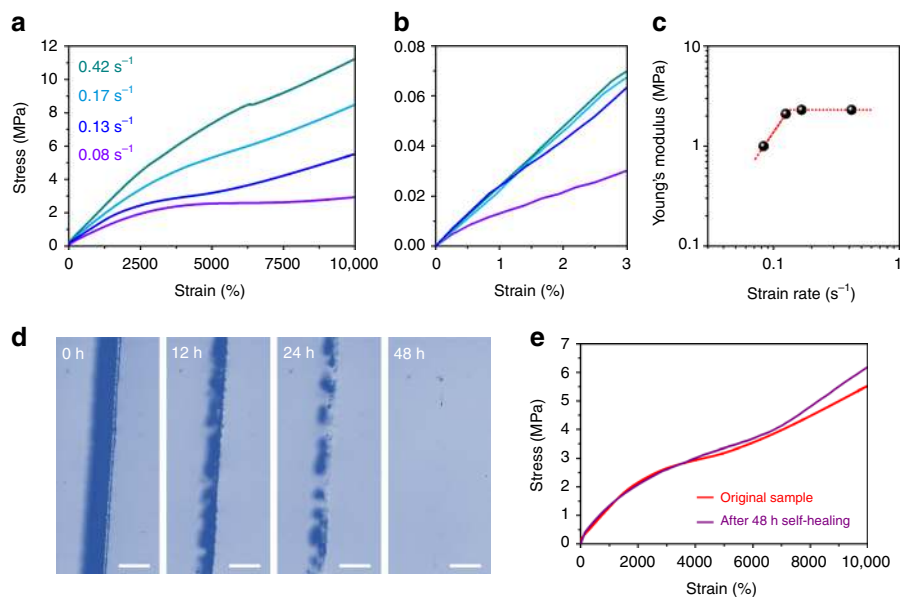 a
12
10
8
6
4
2
0
0.42 s⁻¹
0.17 s⁻¹
0.13 s⁻¹
0.08 s⁻¹
Stress (MPa)
0 2500 5000 7500 10,000
Strain (%)
b
0.08
0.06
0.04
0.02
0.00
0 1 2 3
Strain (%)
c
10
1
0.1
Young's modulus (MPa)
0.1 1
Strain rate (s⁻¹)
d
0 h 12 h 24 h 48 h
e
7
6
5
4
3
2
1
0
Stress (MPa)
Original sample
After 48 h self-healing
0 2000 4000 6000 8000 10,000
Strain (%)